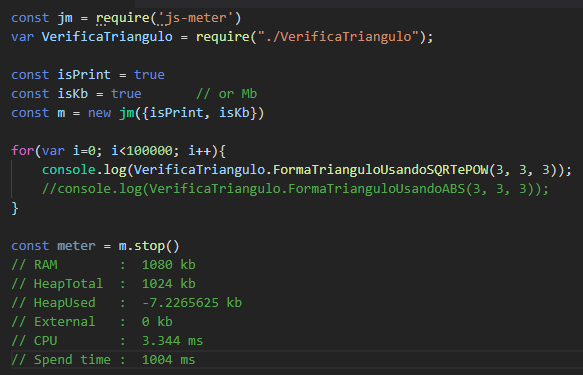 const jm = require('js-meter')
var VerificaTriangulo = require("./VerificaTriangulo");
const isPrint = true
const isKb = true       // or Mb
const m = new jm({isPrint, isKb})
for(var i=0; i<100000; i++){
    console.log(VerificaTriangulo.FormaTrianguloUsandoSQRTePOW(3, 3, 3));
    //console.log(VerificaTriangulo.FormaTrianguloUsandoABS(3, 3, 3));
}
const meter = m.stop()
// RAM        :  1080 kb
// HeapTotal  :  1024 kb
// HeapUsed   :  -7.2265625 kb
// External   :  0 kb
// CPU        :  3.344 ms
// Spend time :  1004 ms